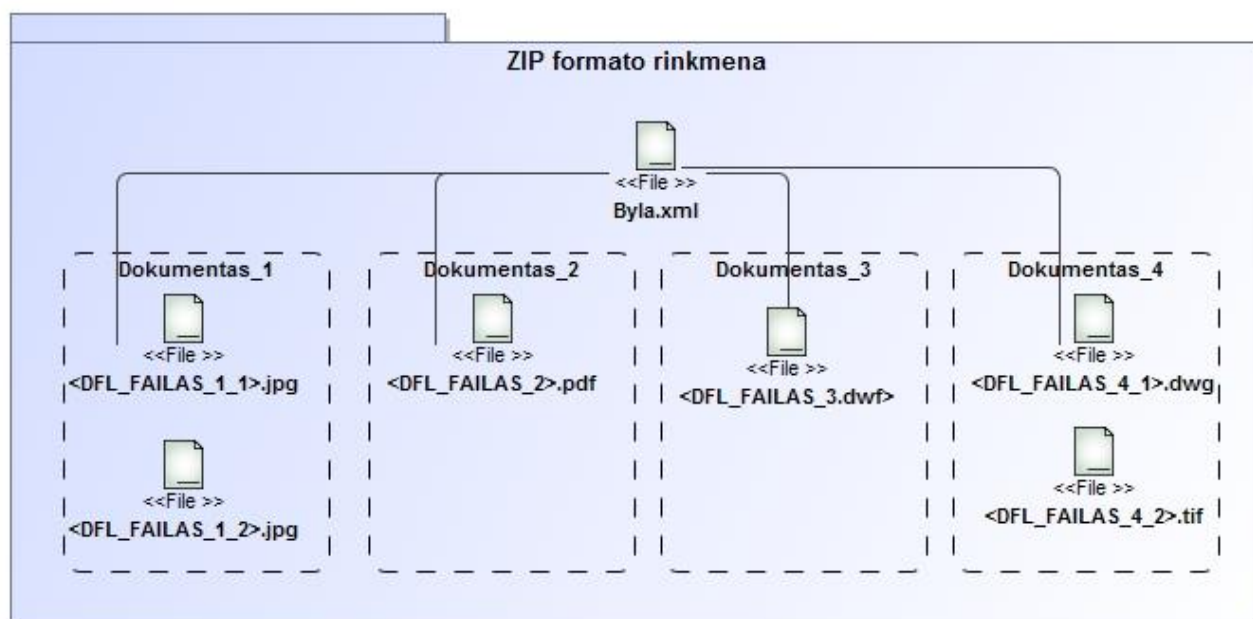 ZIP formato rinkmena
<<File >>
Byla.xml
Dokumentas_1
<<File >>
<DFL_FAILAS_1_1>.jpg
<<File >>
<DFL_FAILAS_1_2>.jpg
Dokumentas_2
<<File >>
<DFL_FAILAS_2>.pdf
Dokumentas_3
<<File >>
<DFL_FAILAS_3.dwf>
Dokumentas_4
<<File >>
<DFL_FAILAS_4_1>.dwg
<<File >>
<DFL_FAILAS_4_2>.tif